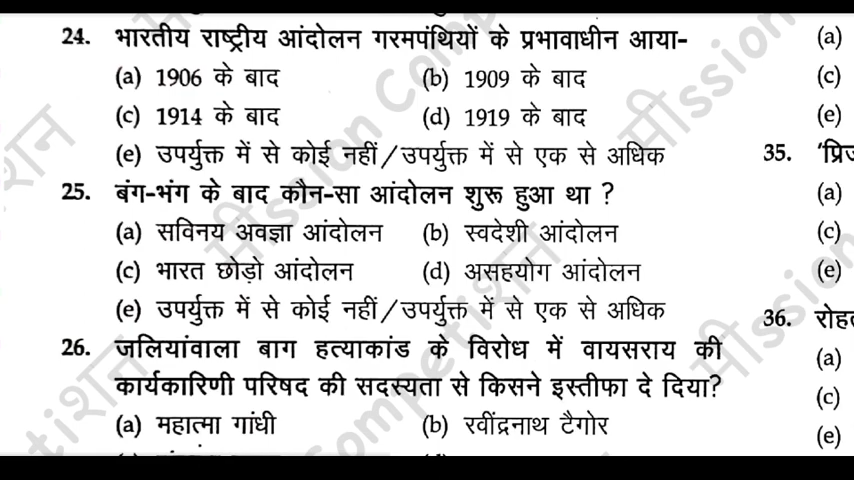 24. भारतीय राष्ट्रीय आंदोलन गरमपंथियों के प्रभावाधीन आया-
(a) 1906 के बाद (b) 1909 के बाद
(c) 1914 के बाद (d) 1919 के बाद
(e) उपर्युक्त में से कोई नहीं/उपर्युक्त में से एक से अधिक
25. बंग-भंग के बाद कौन-सा आंदोलन शुरू हुआ था ?
(a) सविनय अवज्ञा आंदोलन (b) स्वदेशी आंदोलन
(c) भारत छोड़ो आंदोलन (d) असहयोग आंदोलन
(e) उपर्युक्त में से कोई नहीं/उपर्युक्त में से एक से अधिक
26. जलियांवाला बाग हत्याकांड के विरोध में वायसराय की
कार्यकारिणी परिषद की सदस्यता से किसने इस्तीफा दे दिया?
(a) महात्मा गांधी (b) रवींद्रनाथ टैगोर
(a)
(c)
(e)
35.
(a)
(c)
(e)
36.
(a)
(c)
(e)